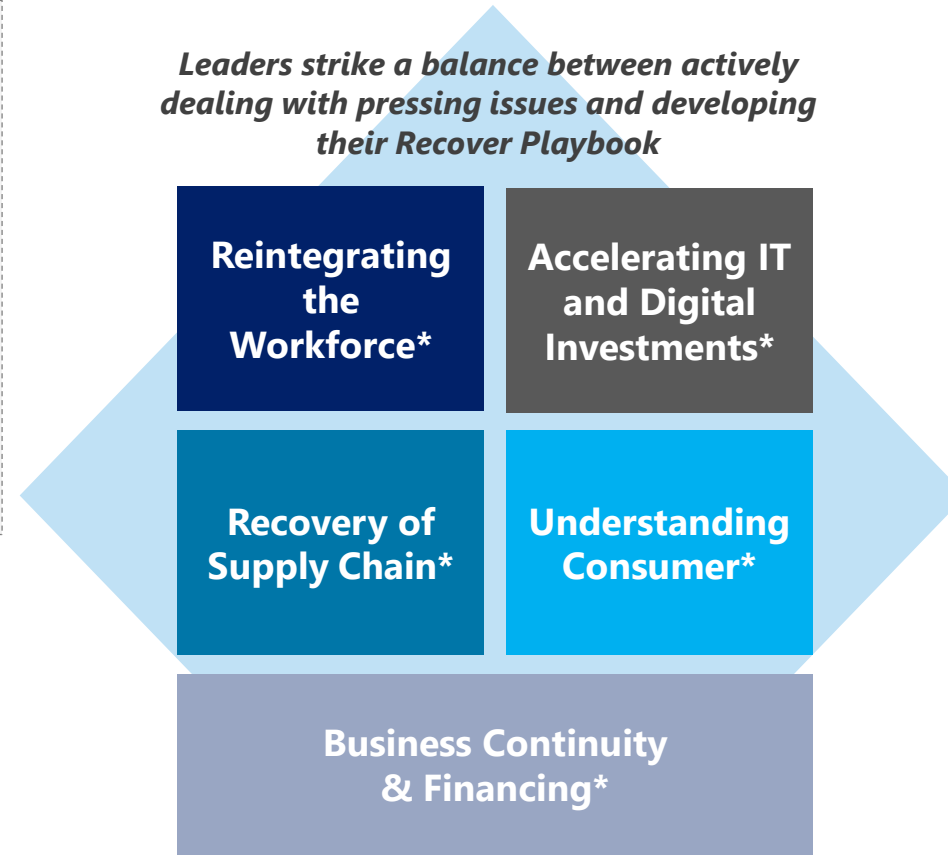 Leaders strike a balance between actively
dealing with pressing issues and developing
their Recover Playbook
Reintegrating
the
Workforce*
Accelerating IT
and Digital
Investments*
Recovery of
Supply Chain*
Understanding
Consumer*
Business Continuity
& Financing*